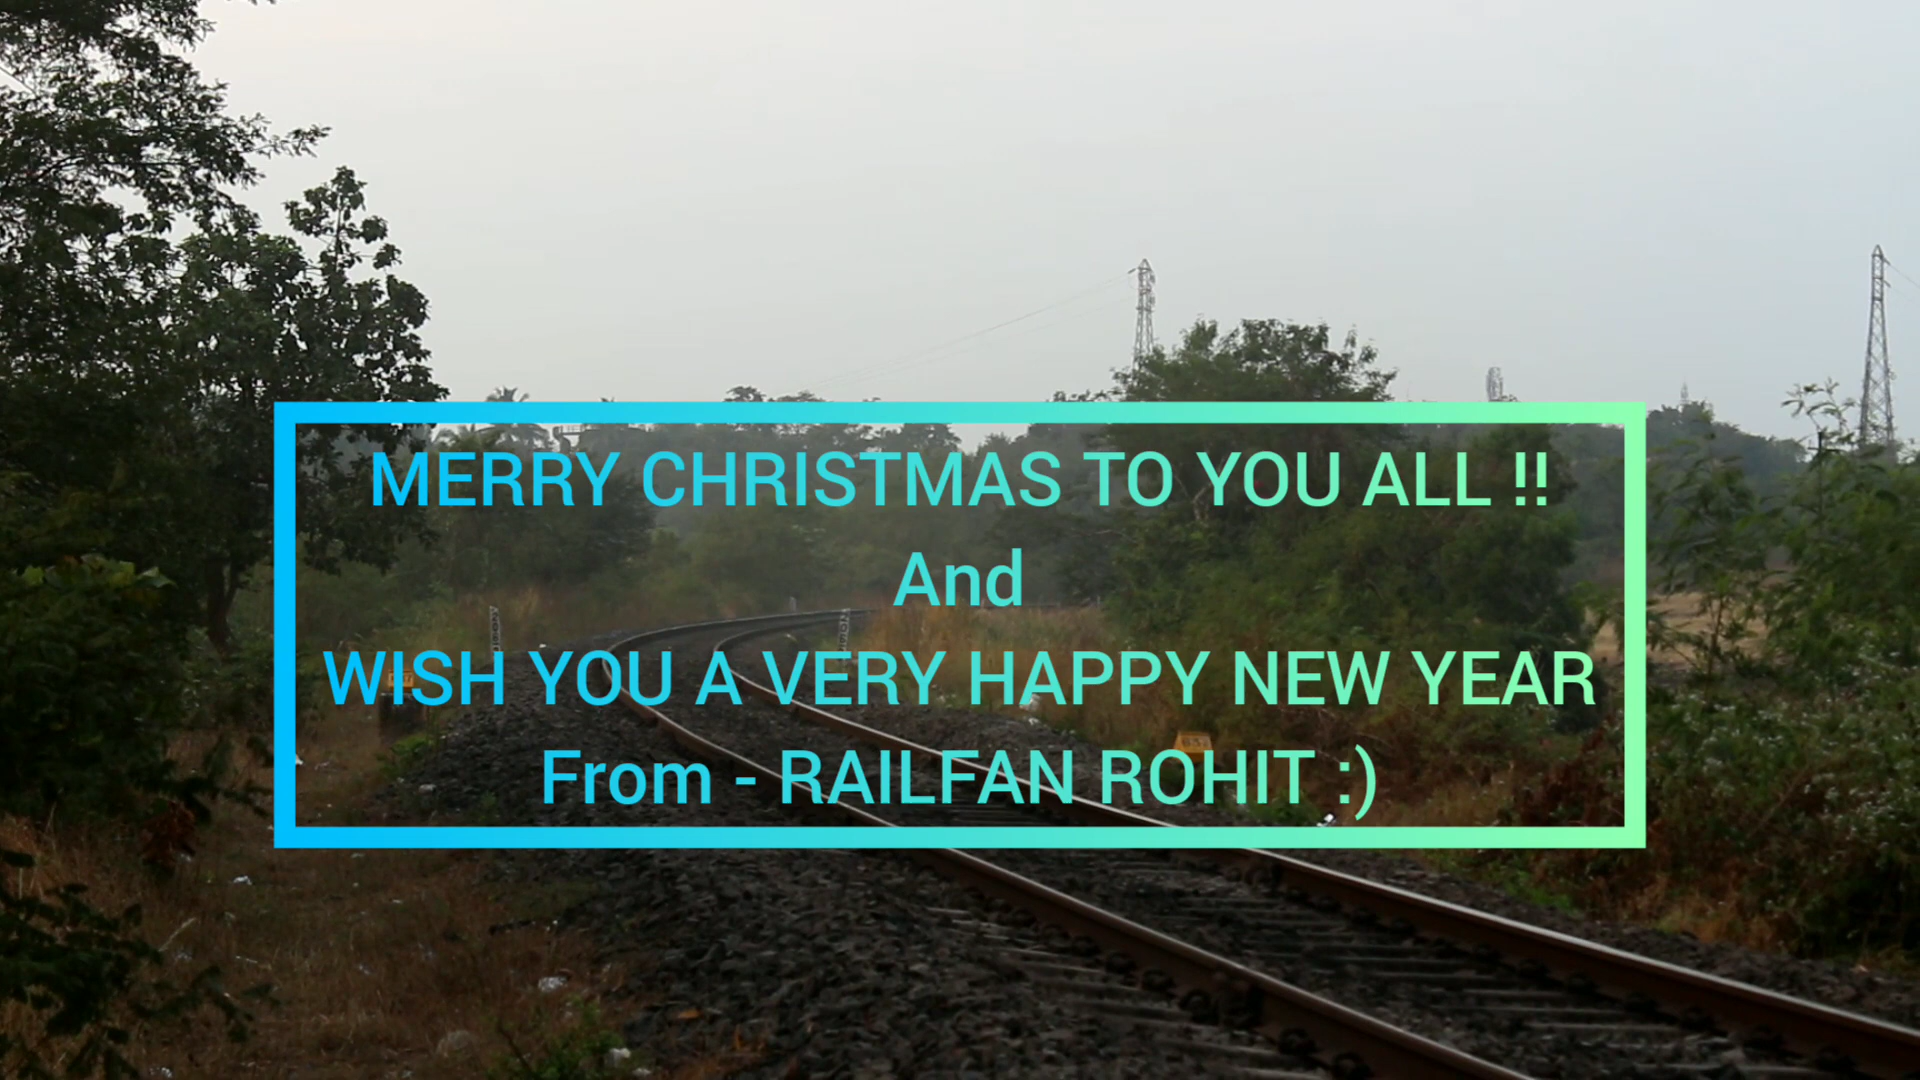 MERRY CHRISTMAS TO YOU ALL !!
And
WISH YOU A VERY HAPPY NEW YEAR
From - RAILFAN ROHIT :)